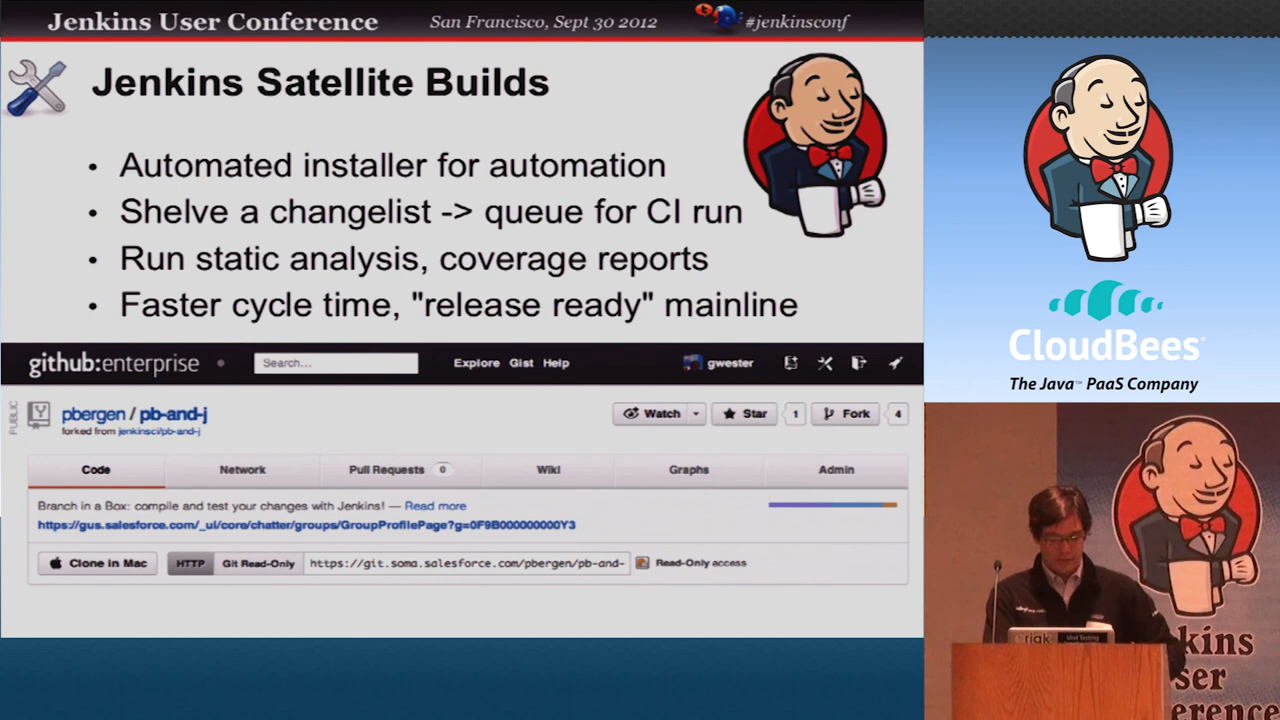 Jenkins User Conference San Francisco, Sept 30 2012 #jenkinsconf
Jenkins Satellite Builds
• Automated installer for automation
• Shelve a changelist -> queue for CI run
• Run static analysis, coverage reports
• Faster cycle time, "release ready" mainline
github:enterprise Search... Explore Gist Help gwester
PUBLIC
pbergen / pb-and-j Watch Star 1 Fork 4
forked from jenkinsci/pb-and-j
Code Network Pull Requests 0 Wiki Graphs Admin
Branch in a Box: compile and test your changes with Jenkins! — Read more
https://gus.salesforce.com/_ui/core/chatter/groups/GroupProfilePage?g=0F9B000000000Y3
Clone in Mac HTTP Git Read-Only https://git.soma.salesforce.com/pbergen/pb-and- Read-Only access
CloudBees
The Java™ PaaS Company
riak Unit Testing
kins
ser
erence